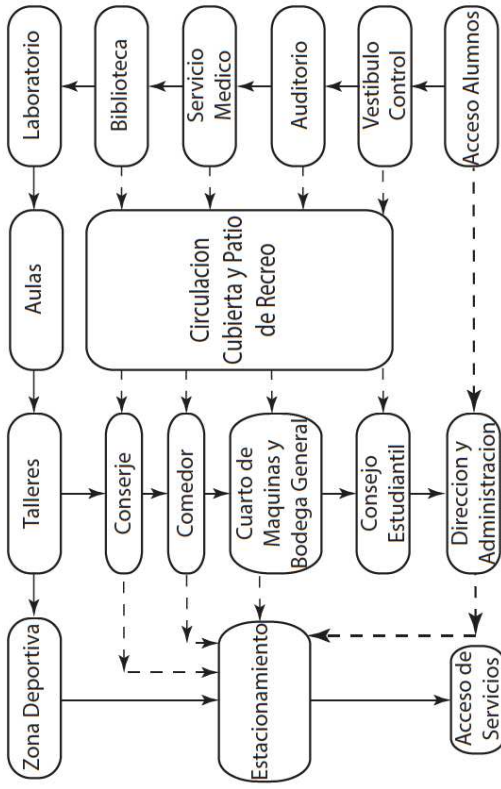 Zona Deportiva
Talleres
Aulas
Laboratorio
Conserje
Biblioteca
Comedor
Servicio
Medico
Circulacion
Cubierta y Patio
de Recreo
Estacionamiento
Cuarto de
Maquinas y
Bodega General
Auditorio
Consejo
Estudiantil
Vestibulo
Control
Acceso de
Servicios
Direccion y
Administracion
Acceso Alumnos